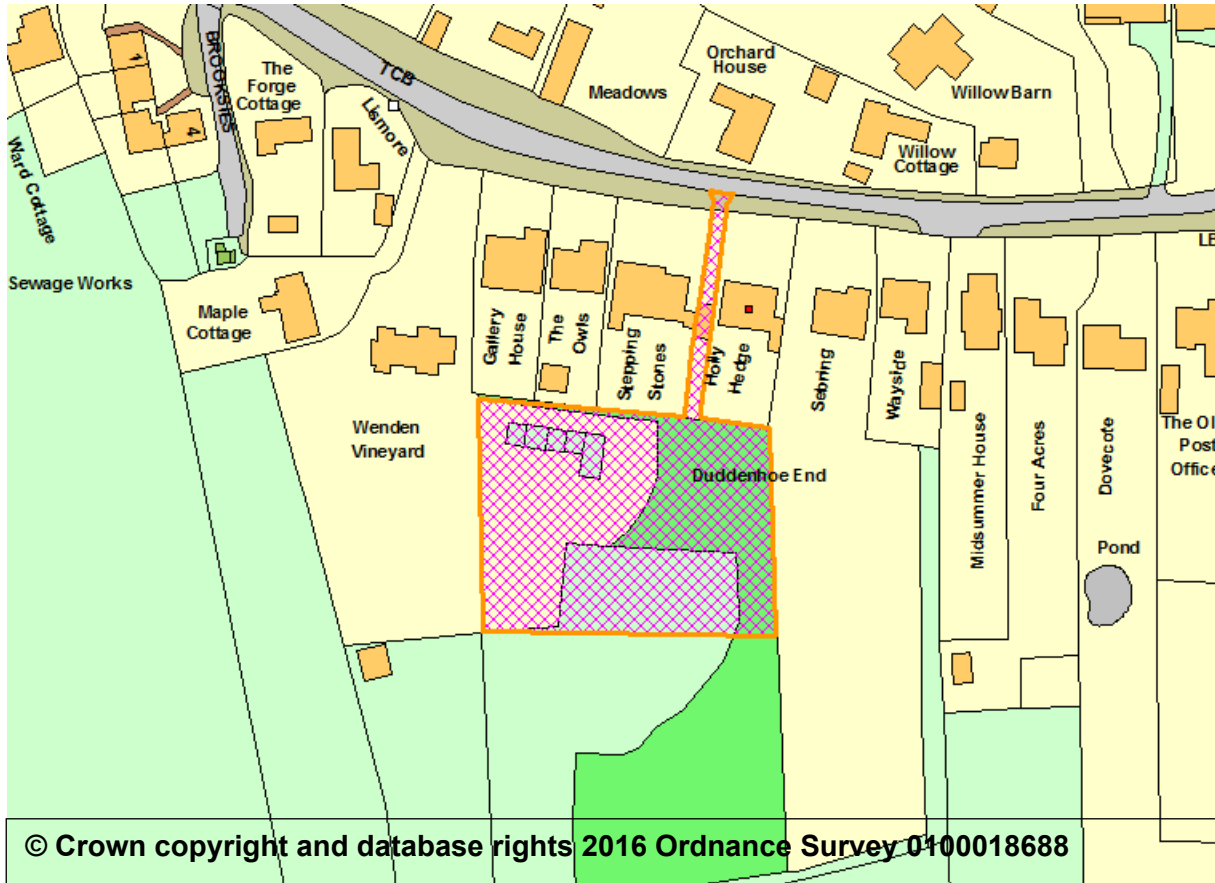 BROOKSIES
1
4
The
Forge
Cottage
TCB
Lismore
Meadows
Orchard
House
Willow Barn
Willow
Cottage
Ward Cottage
Sewage Works
Maple
Cottage
Gallery
House
The
Owls
Stepping
Stones
Holly
Hedge
Sebring
Wayside
LB
Wenden
Vineyard
Duddenhoe End
Midsummer House
Four Acres
Dovecote
The Ol
Post
Office
Pond
© Crown copyright and database rights 2016 Ordnance Survey 0100018688